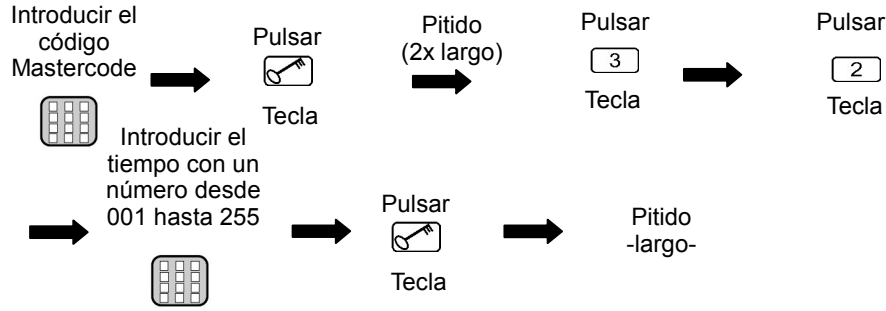 Introducir el
código
Mastercode
Pulsar
Tecla
Pitido
(2x largo)
Pulsar
3
Tecla
Pulsar
2
Tecla
Introducir el
tiempo con un
número desde
001 hasta 255
Pulsar
Tecla
Pitido
-largo-